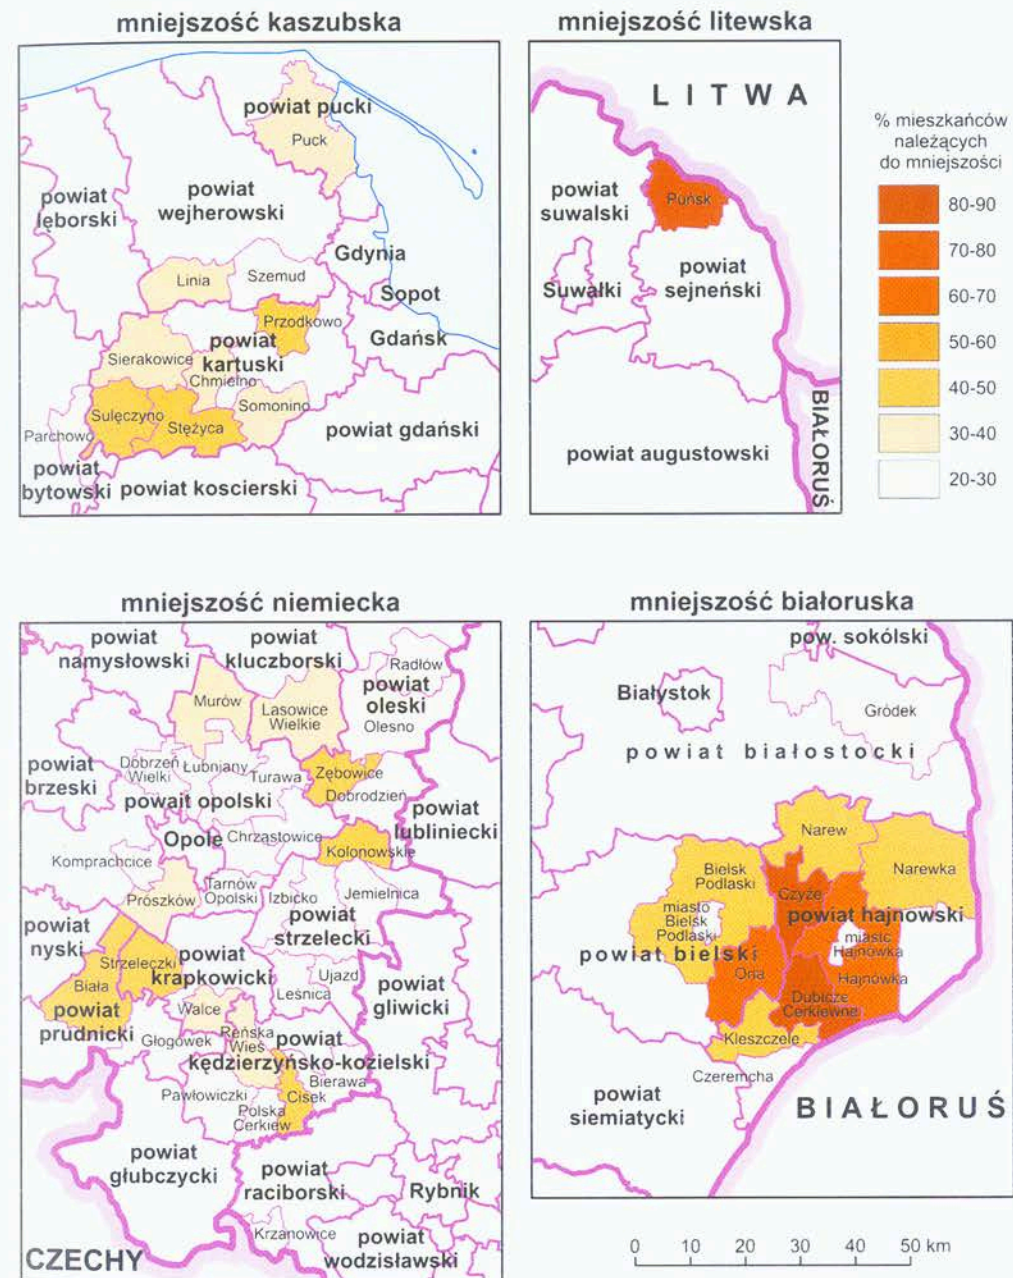 mniejszość kaszubska
powiat pucki
Puck
powiat
lęborski
powiat
wejherowski
Gdynia
Linia
Szemud
Sopot
Przodkowo
Gdańsk
powiat
kartuski
Sierakowice
Chmielno
Sulęczyno
Somonino
Stężyca
Parchowo
powiat gdański
powiat
bytowski
powiat koscierski
mniejszość litewska
LITWA
Puńsk
powiat
suwalski
powiat
sejneński
Suwałki
powiat augustowski
BIAŁORUŚ
% mieszkańców
należących
do mniejszości
80-90
70-80
60-70
50-60
40-50
30-40
20-30
mniejszość niemiecka
powiat
namysłowski
powiat
kluczborski
Radłów
powiat
oleski
Olesno
Murów
Lasowice
Wielkie
powiat
brzeski
Dobrzeń
Wielki
Łubniany
Turawa
Zębowice
Dobrodzień
powait opolski
powiat
lubliniecki
Opole
Chrząstowice
Kolonowskie
Komprachcice
Prószków
Tarnów
Opolski
Izbicko
Jemielnica
powiat
nyski
powiat
strzelecki
Strzeleczki
powiat
krapkowicki
Biała
Ujazd
Leśnica
powiat
gliwicki
powiat
prudnicki
Walce
Głogówek
Reńska
Wieś
powiat
kędzierzyńsko-kozielski
Bierawa
Pawłowiczki
Cisek
Polska
Cerkiew
powiat
głubczycki
powiat
raciborski
Rybnik
Krzanowice
powiat
wodzisławski
CZECHY
mniejszość białoruska
pow. sokólski
Białystok
Gródek
powiat białostocki
Narew
Narewka
Bielsk
Podlaski
Czyże
miasto
Bielsk
Podlaski
powiat hajnowski
miasto
Hajnówka
powiat bielski
Orla
Hajnówka
Dubicze
Cerkiewne
Kleszczele
Czeremcha
powiat
siemiatycki
BIAŁORUŚ
0 10 20 30 40 50 km